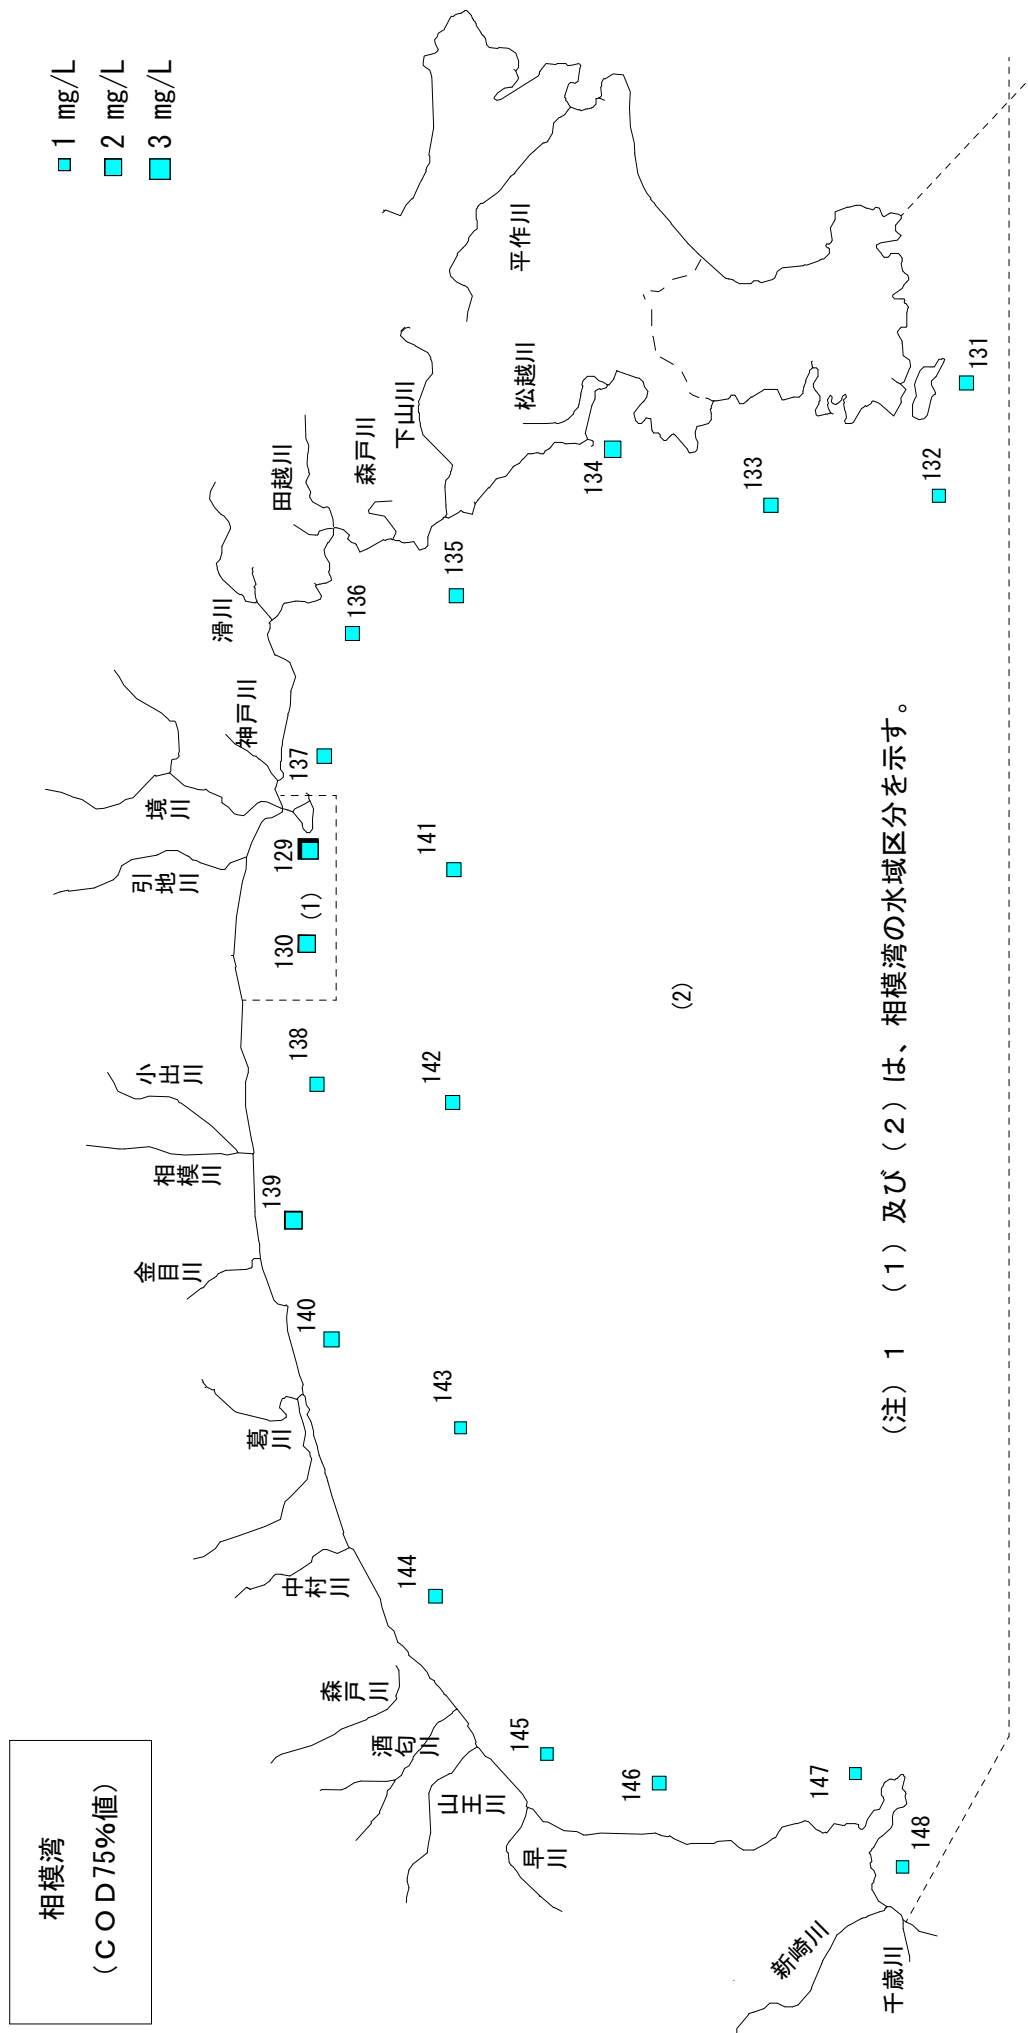 相模湾
(ＣＯＤ75%値)
1 mg/L
2 mg/L
3 mg/L
新崎川
千歳川
早川
山王川
酒匂川
森戸川
中村川
葛川
金目川
相模川
小出川
引地川
境川
神戸川
滑川
田越川
森戸川
下山川
松越川
平作川
129
(1)
130
131
132
133
134
135
136
137
138
139
140
141
142
143
144
145
146
147
148
(2)
(注) 1 (1)及び(2)は、相模湾の水域区分を示す。